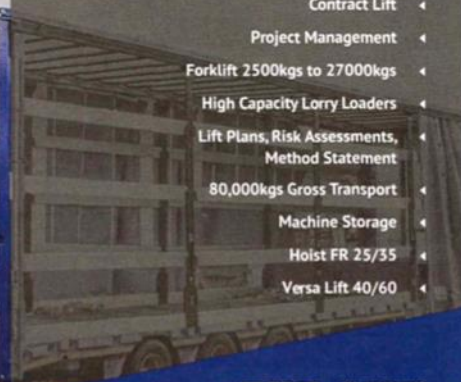 Contract Lift
Project Management
Forklift 2500kgs to 27000kgs
High Capacity Lorry Loaders
Lift Plans, Risk Assessments,
Method Statement
80,000kgs Gross Transport
Machine Storage
Hoist FR 25/35
Versa Lift 40/60